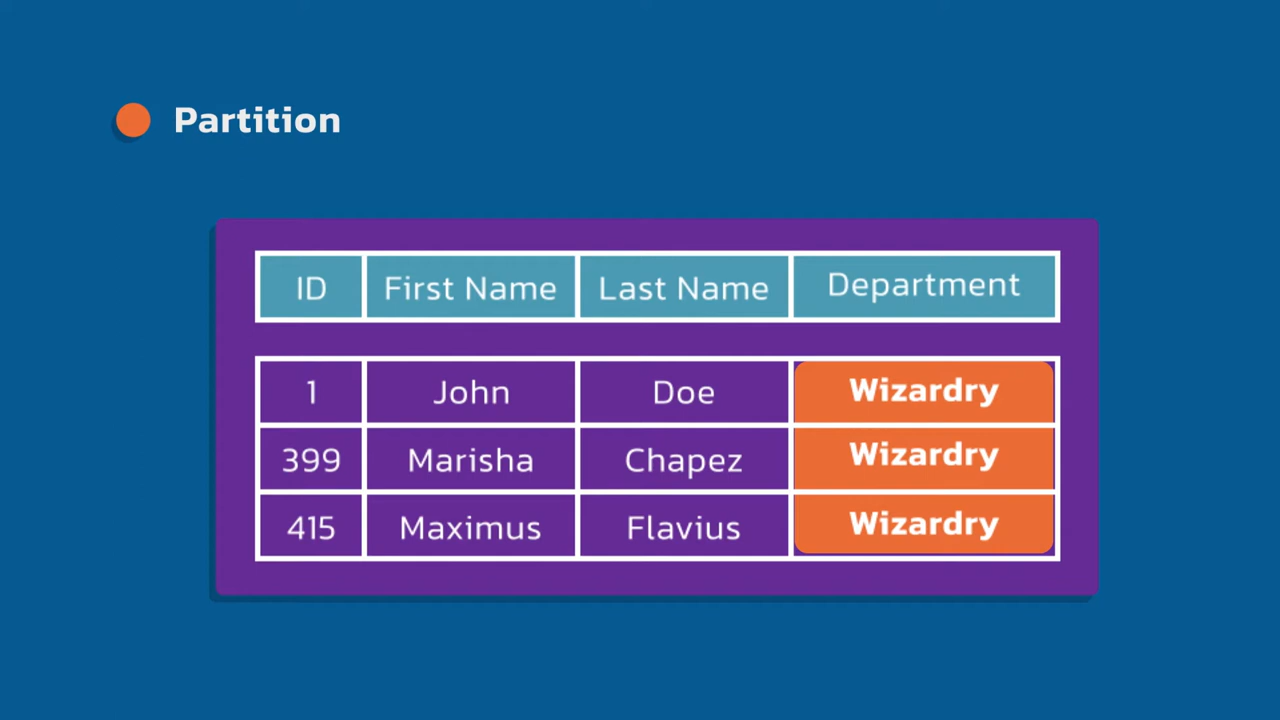 Partition
ID First Name Last Name Department
1 John Doe Wizardry
399 Marisha Chapez Wizardry
415 Maximus Flavius Wizardry